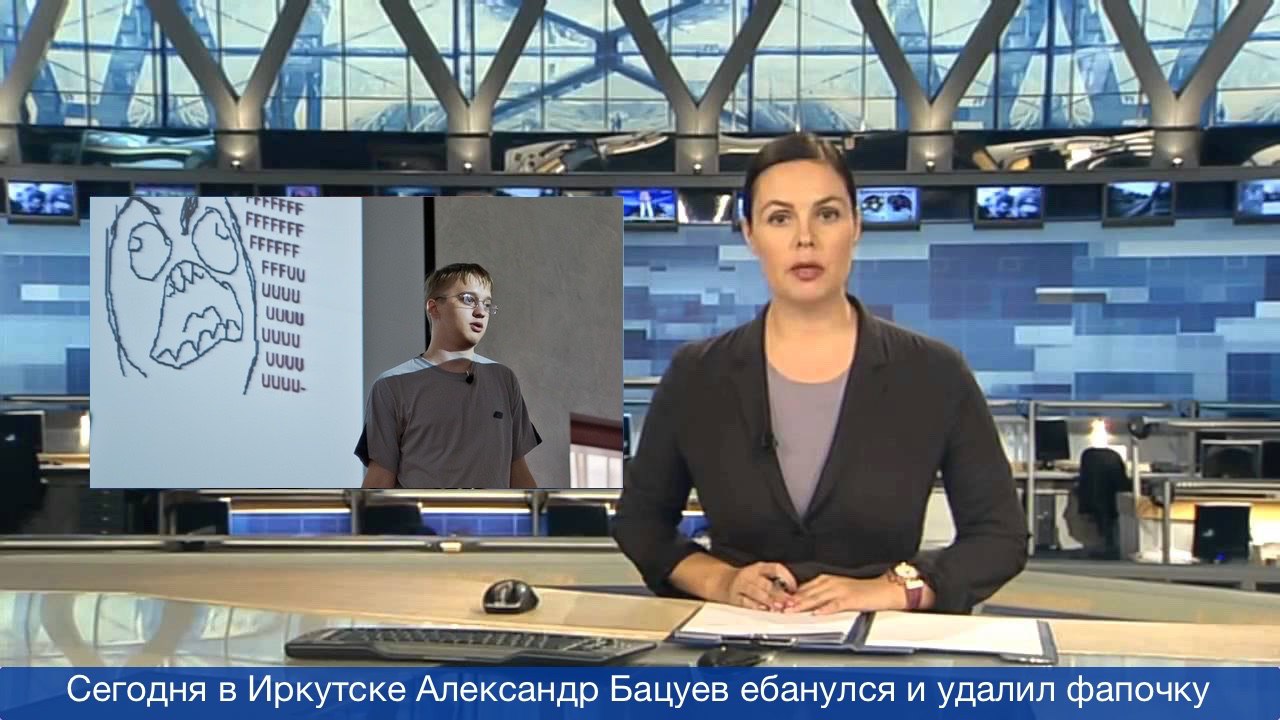 FFFFFFF
FFFFFFF
FFFFFF
FFFUU
UUUU
UUUU
UUUU
UUUU
UUUU-
Сегодня в Иркутске Александр Бацуев ебанулся и удалил фапочку